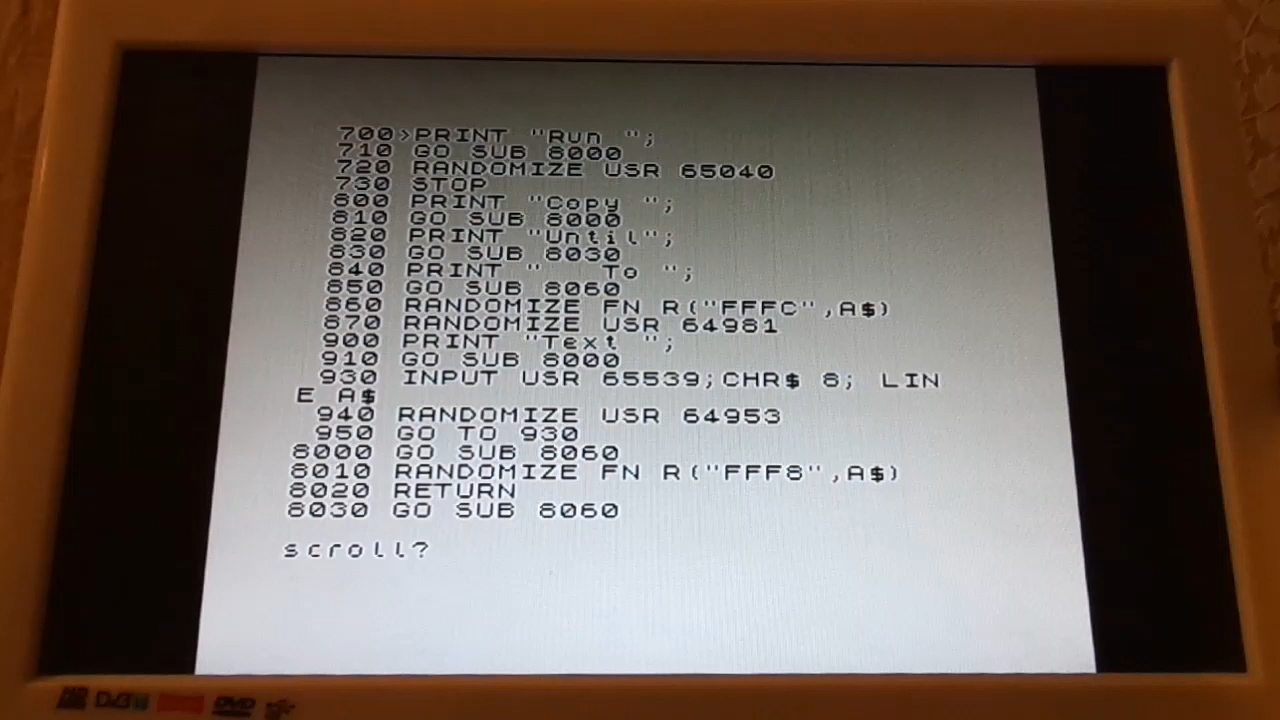 700>PRINT "Run ";
710 GO SUB 8000
720 RANDOMIZE USR 65040
730 STOP
800 PRINT "Copy ";
810 GO SUB 8000
820 PRINT "Until";
830 GO SUB 8030
840 PRINT "   To ";
850 GO SUB 8060
860 RANDOMIZE FN R("FFFC",A$)
870 RANDOMIZE USR 64981
900 PRINT "Text ";
910 GO SUB 8000
930 INPUT USR 65539;CHR$ 8; LIN
E A$
940 RANDOMIZE USR 64953
950 GO TO 930
8000 GO SUB 8060
8010 RANDOMIZE FN R("FFF8",A$)
8020 RETURN
8030 GO SUB 8060
scroll?
DVD